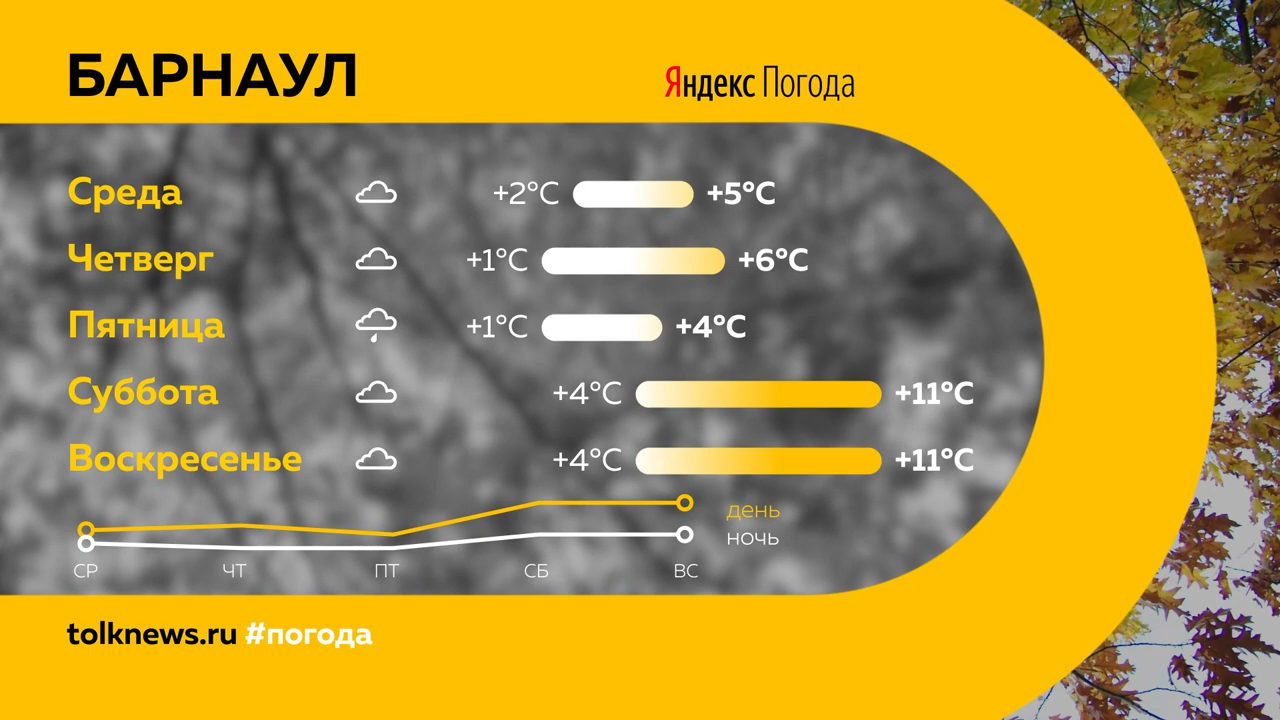 БАРНАУЛ
Яндекс Погода
Среда +2°C +5°C
Четверг +1°C +6°C
Пятница +1°C +4°C
Суббота +4°C +11°C
Воскресенье +4°C +11°C
день
ночь
СР ЧТ ПТ СБ ВС
tolknews.ru #погода